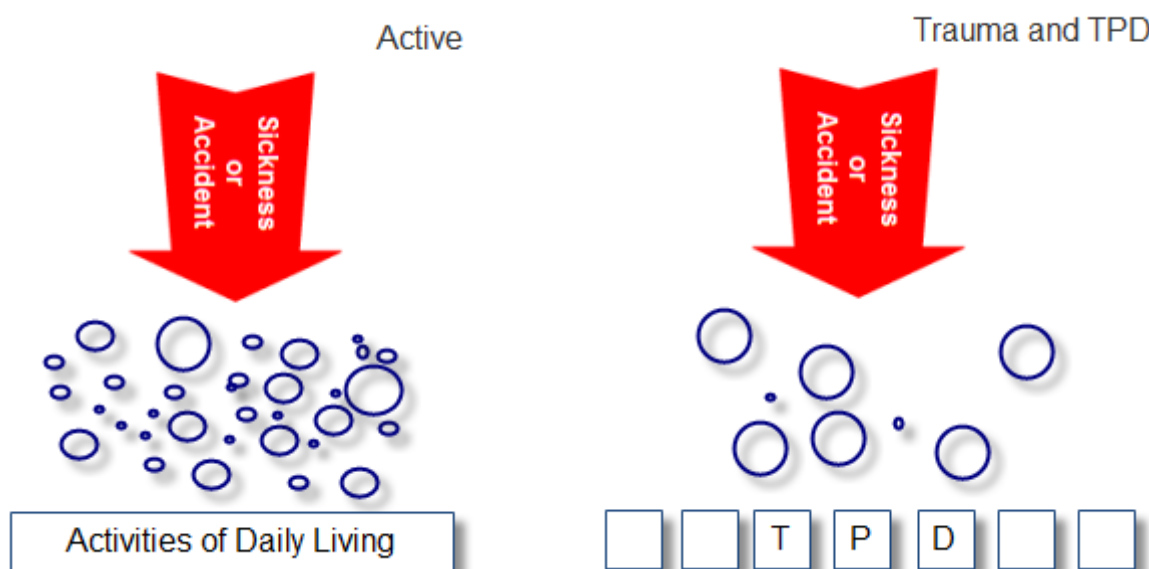 Active
Trauma and TPD
Sickness
or
Accident
Sickness
or
Accident
Activities of Daily Living
T P D